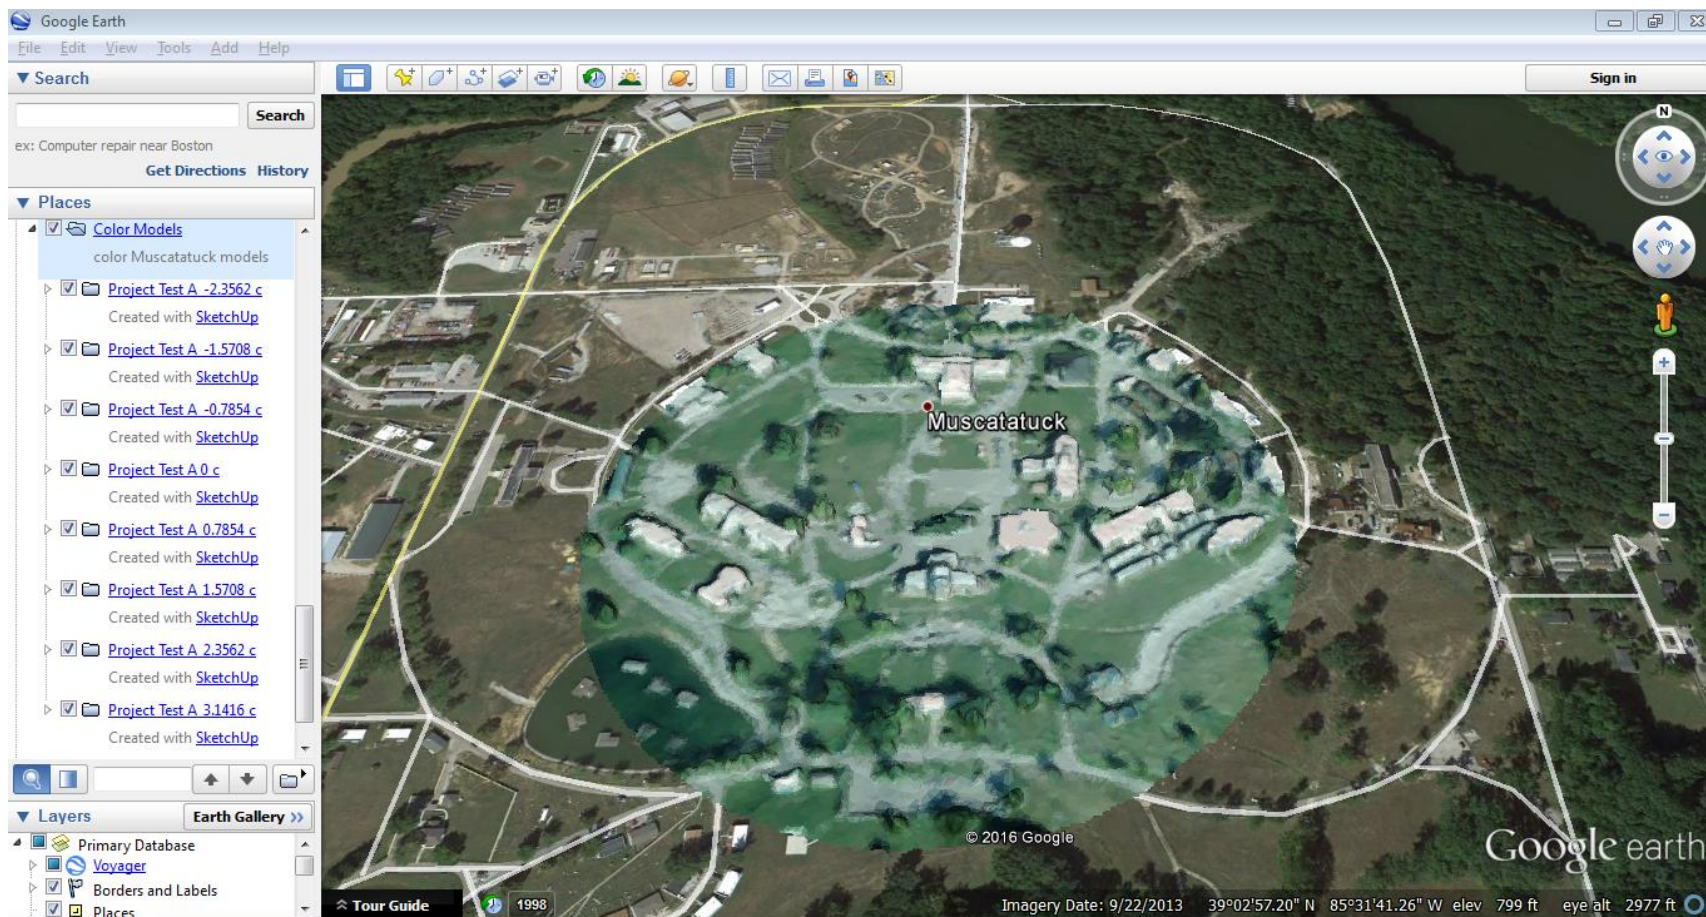 Google Earth
File Edit View Tools Add Help
Search
Sign in
Search
ex: Computer repair near Boston
Get Directions History
N
Places
Color Models
color Muscatatuck models
Project Test A -2.3562 c
Created with SketchUp
Project Test A -1.5708 c
Created with SketchUp
Project Test A -0.7854 c
Created with SketchUp
Project Test A 0 c
Created with SketchUp
Project Test A 0.7854 c
Created with SketchUp
Project Test A 1.5708 c
Created with SketchUp
Project Test A 2.3562 c
Created with SketchUp
Project Test A 3.1416 c
Created with SketchUp
Muscatatuck
Layers
Earth Gallery >>
Primary Database
Voyager
Borders and Labels
Places
© 2016 Google
Google earth
Tour Guide
1998
Imagery Date: 9/22/2013 39°02'57.20" N 85°31'41.26" W elev 799 ft eye alt 2977 ft